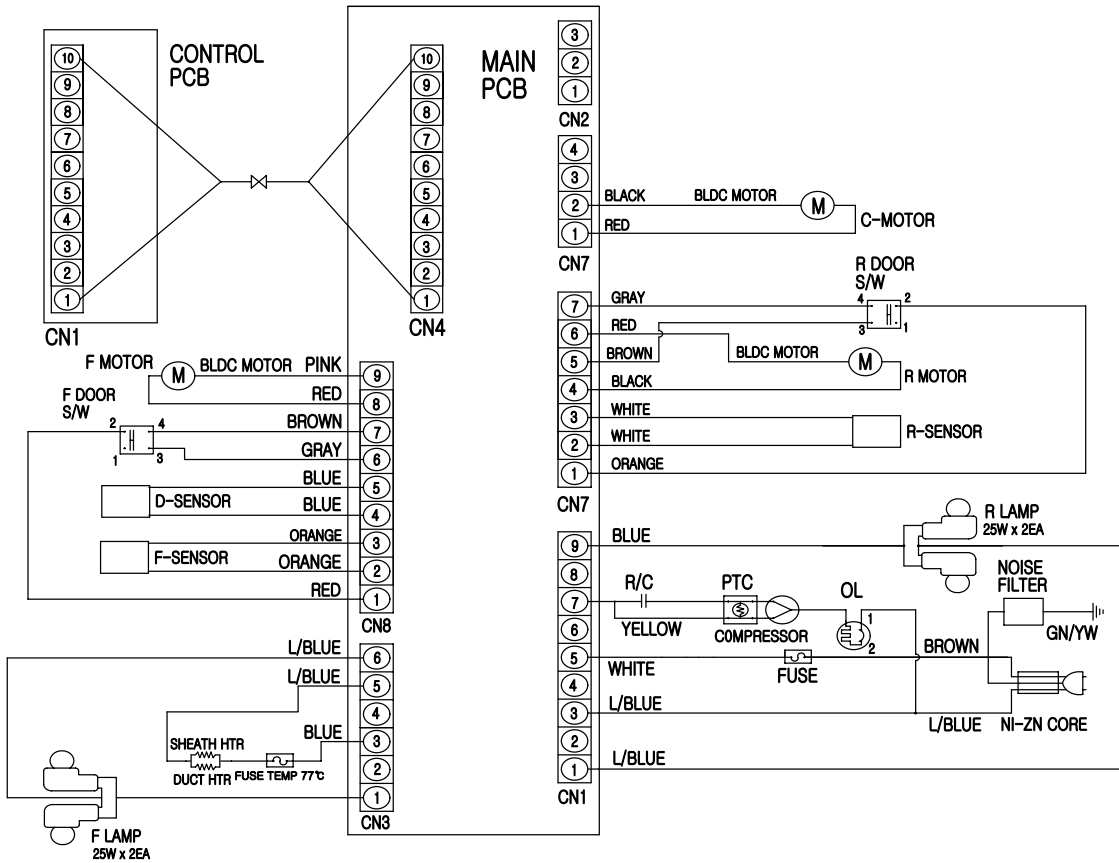 CONTROL
PCB
10
9
8
7
6
5
4
3
2
1
CN1
MAIN
PCB
10
9
8
7
6
5
4
3
2
1
CN4
3
2
1
CN2
4
3
2
1
CN7
BLACK
BLDC MOTOR
M
C-MOTOR
RED
7
6
5
4
3
2
1
CN7
GRAY
RED
BROWN
BLACK
WHITE
WHITE
ORANGE
R DOOR
S/W
4
2
3
1
BLDC MOTOR
M
R MOTOR
R-SENSOR
F MOTOR
M
BLDC MOTOR
PINK
RED
F DOOR
S/W
2
4
1
3
BROWN
GRAY
BLUE
D-SENSOR
BLUE
ORANGE
F-SENSOR
ORANGE
RED
9
8
7
6
5
4
3
2
1
CN8
9
8
7
6
5
4
3
2
1
CN1
BLUE
R LAMP
25W x 2EA
R/C
YELLOW
PTC
COMPRESSOR
OL
1
2
NOISE
FILTER
GN/YW
WHITE
FUSE
BROWN
L/BLUE
L/BLUE
NI-ZN CORE
L/BLUE
L/BLUE
L/BLUE
BLUE
6
5
4
3
2
1
CN3
SHEATH HTR
DUCT HTR
FUSE TEMP 77℃
F LAMP
25W x 2EA